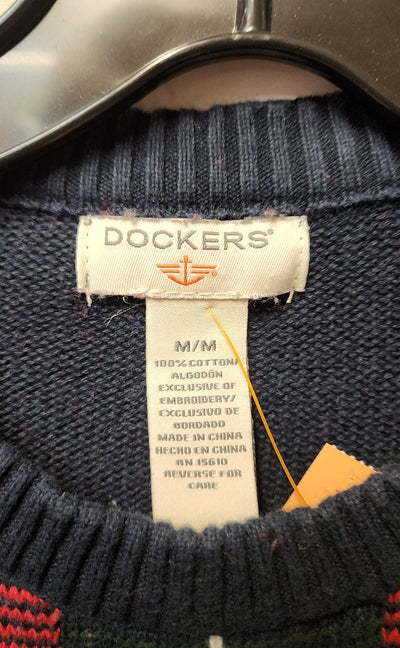 DOCKERS®
M/M
100% COTTON/
ALGODÓN
EXCLUSIVE OF
EMBROIDERY/
EXCLUSIVO DE
BORDADO
MADE IN CHINA
HECHO EN CHINA
RN 15610
REVERSE FOR
CARE